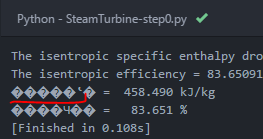 Python - SteamTurbine-step0.py ✔
The isentropic specific enthalpy dro
The isentropic efficiency = 83.65091
������ʽ� = 458.490 kJ/kg
����Ч�� = 83.651 %
[Finished in 0.108s]